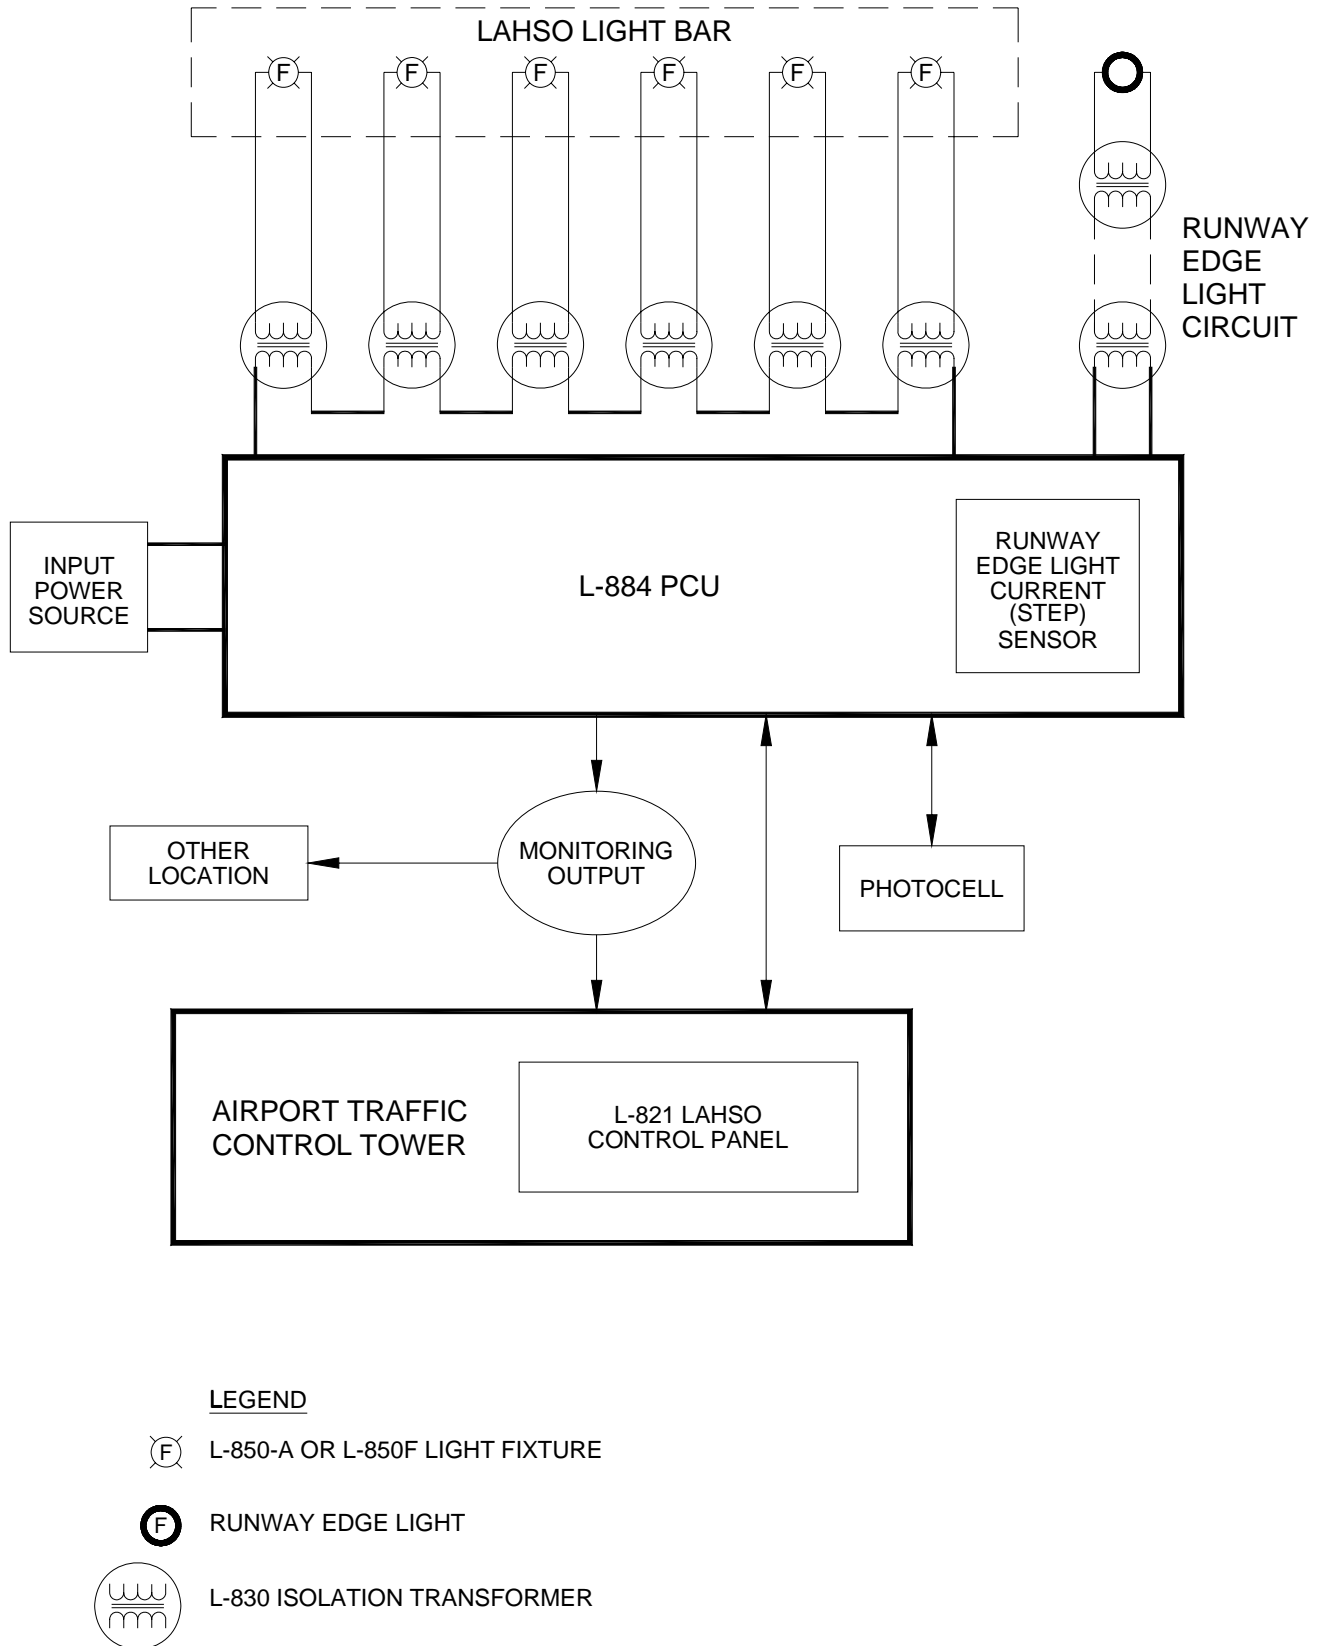 LAHSO LIGHT BAR
F F F F F F
RUNWAY
EDGE
LIGHT
CIRCUIT
INPUT
POWER
SOURCE
L-884 PCU
RUNWAY
EDGE LIGHT
CURRENT
(STEP)
SENSOR
OTHER
LOCATION
MONITORING
OUTPUT
PHOTOCELL
AIRPORT TRAFFIC
CONTROL TOWER
L-821 LAHSO
CONTROL PANEL
LEGEND
F L-850-A OR L-850F LIGHT FIXTURE
F RUNWAY EDGE LIGHT
L-830 ISOLATION TRANSFORMER